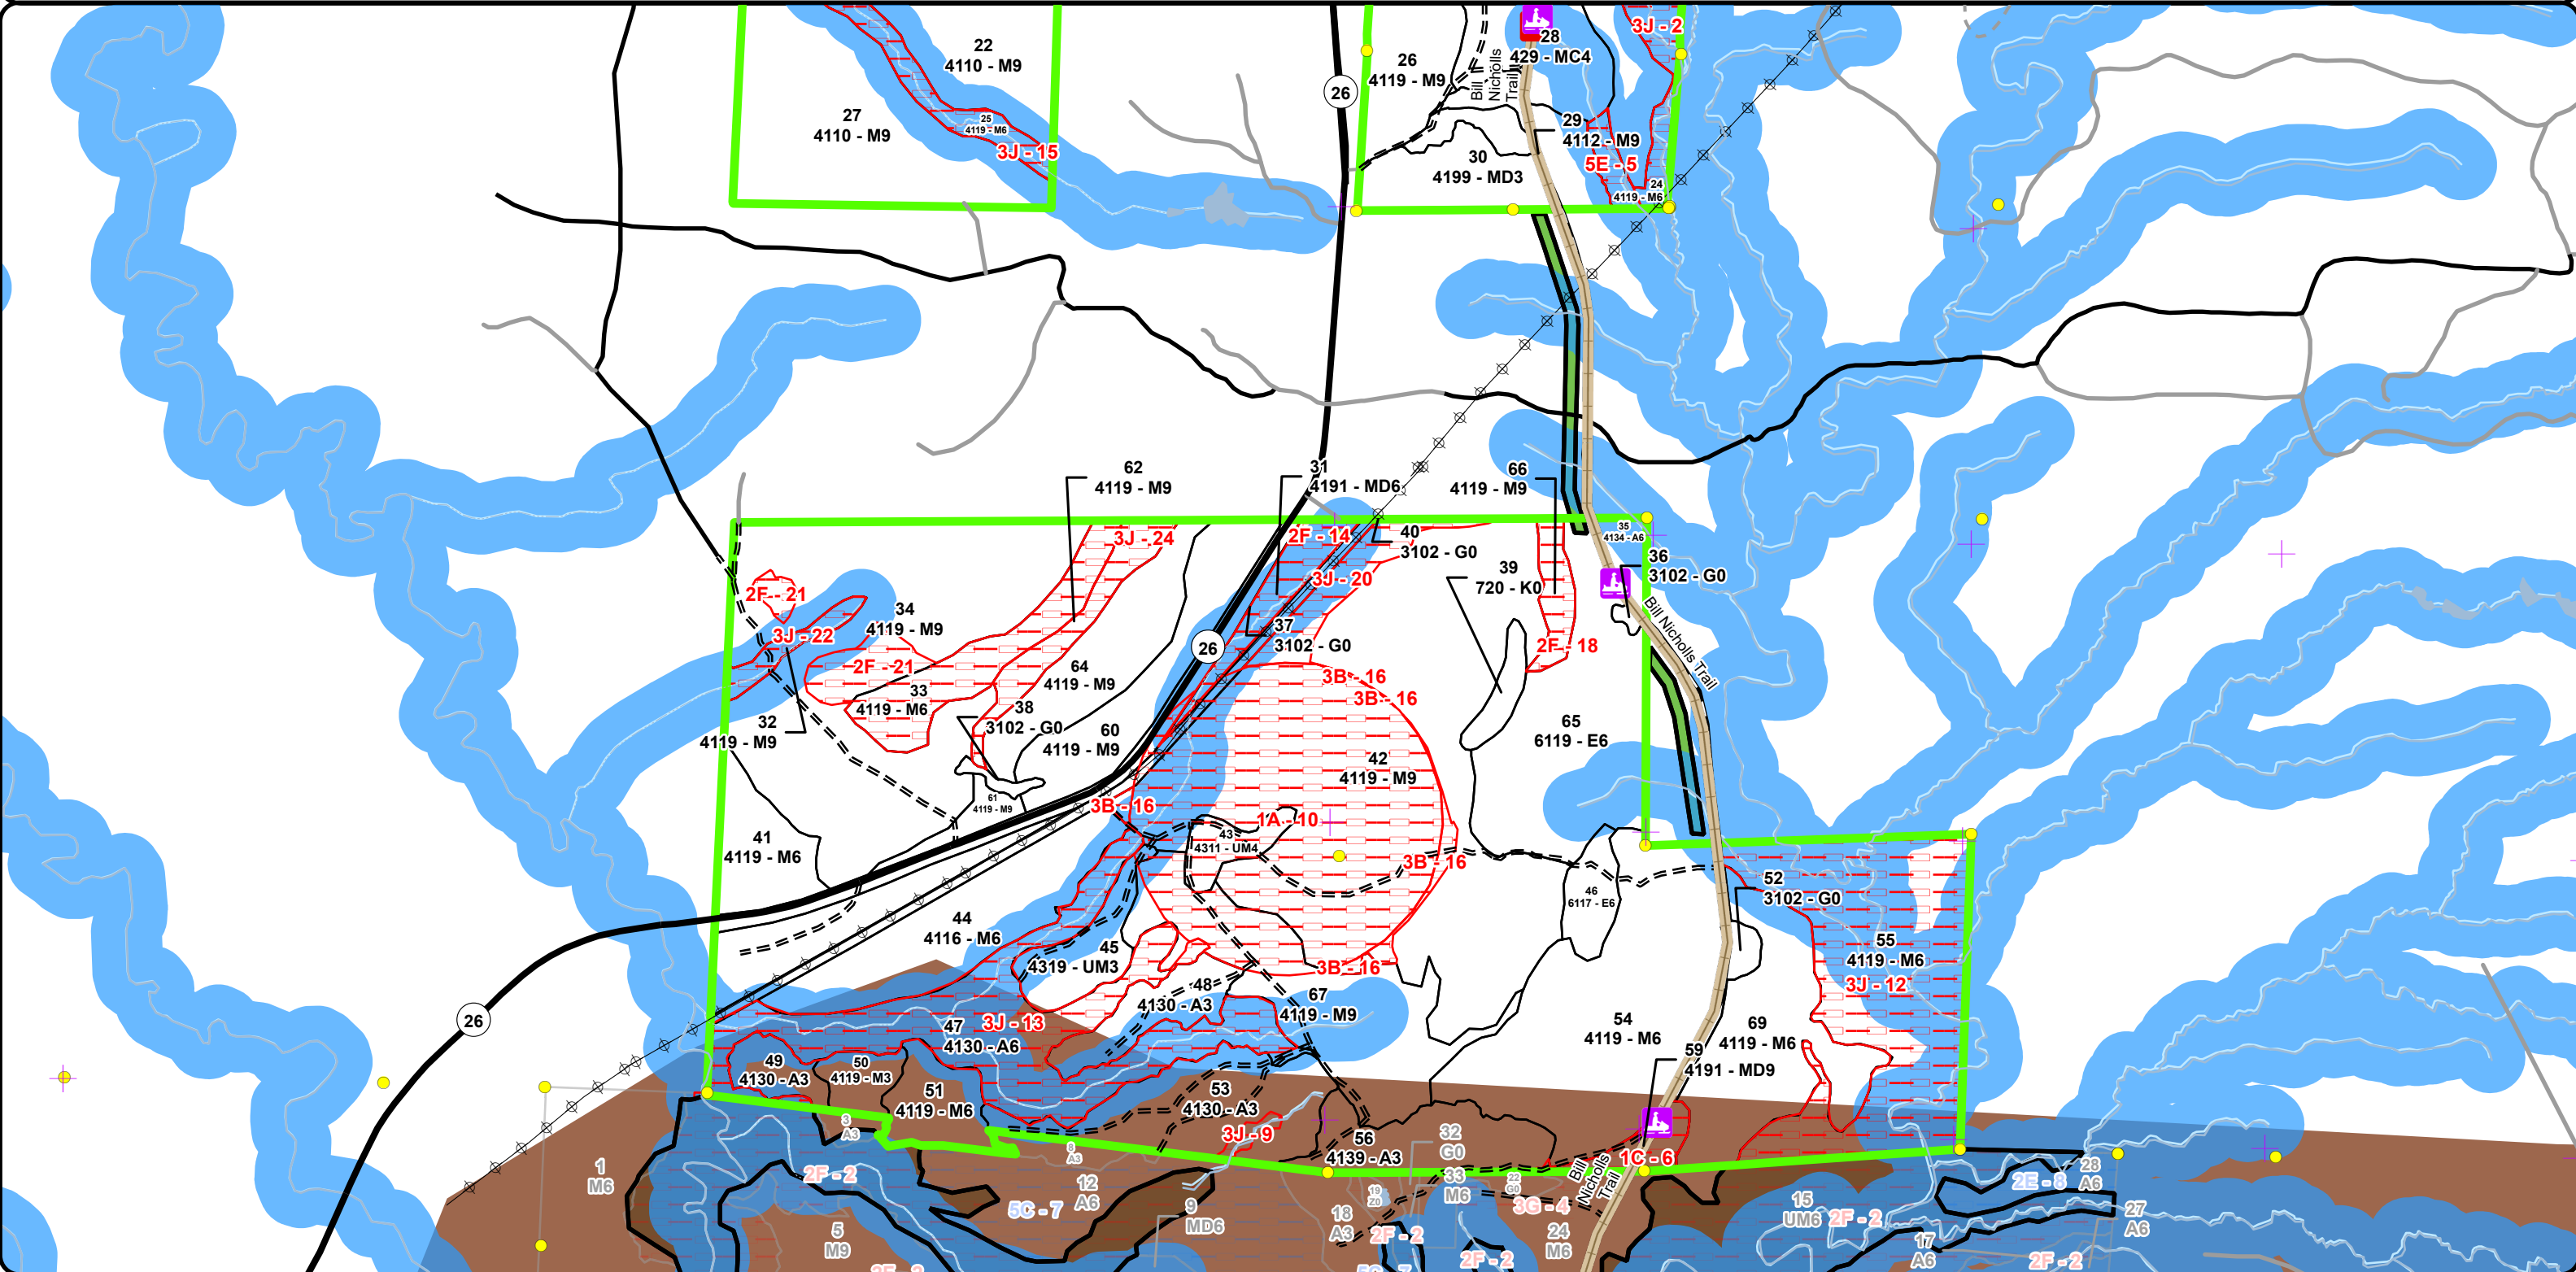 3J - 2
28
429 - MC4
22
4110 - M9
26
4119 - M9
Bill
Nicholls
Trail
26
27
4110 - M9
25
4119 - M6
3J - 15
29
4112 - M9
5E - 5
30
4199 - MD3
24
4119 - M6
62
4119 - M9
31
4191 - MD6
66
4119 - M9
3J - 24
2F - 14
40
3102 - G0
35
4134 - A6
36
3102 - G0
39
720 - K0
3J - 20
2F - 21
3J - 22
34
4119 - M9
37
3102 - G0
26
2F - 18
Bill Nicholls Trail
2F - 21
64
4119 - M9
3B - 16
3B - 16
33
4119 - M6
32
4119 - M9
38
3102 - G0
60
4119 - M9
65
6119 - E6
42
4119 - M9
61
4119 - M9
3B - 16
1A - 10
43
4311 - UM4
41
4119 - M6
3B - 16
46
6117 - E6
52
3102 - G0
44
4116 - M6
45
4319 - UM3
55
4119 - M6
3B - 16
3J - 12
48
4130 - A3
67
4119 - M9
26
47
4130 - A6
3J - 13
54
4119 - M6
69
4119 - M6
49
4130 - A3
50
4119 - M3
51
4119 - M6
53
4130 - A3
59
4191 - MD9
3
A3
3J - 9
8
A3
56
4139 - A3
32
G0
1C - 6
Bill
Nicholls
Trail
1
M6
2F - 2
12
A6
5C - 7
9
MD6
33
M6
19
Z0
22
G0
3G - 4
18
A3
2F - 2
24
M6
5
M9
15
UM6
2F - 2
28
A6
2E - 8
27
A6
17
A6
2F - 2
2F - 2